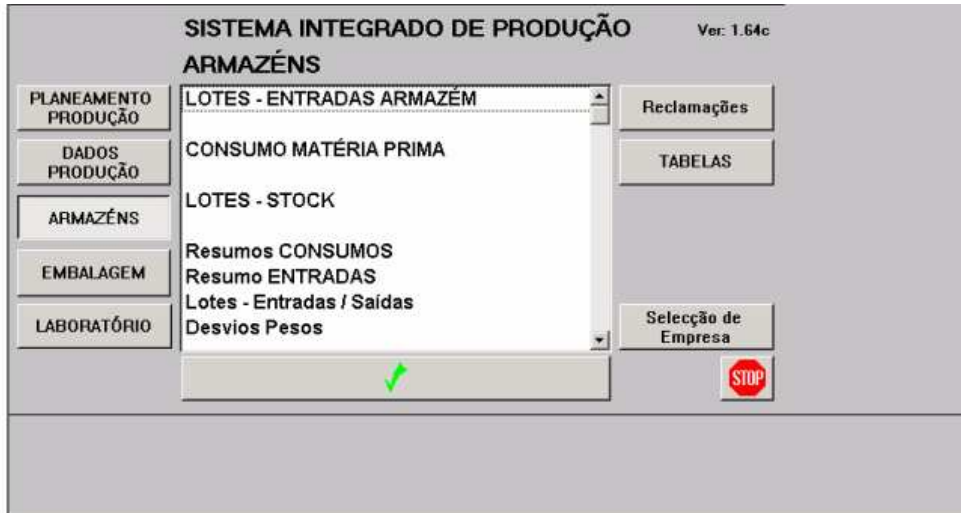 SISTEMA INTEGRADO DE PRODUÇÃO
Ver: 1.64c
ARMAZÉNS
PLANEAMENTO
PRODUÇÃO
DADOS
PRODUÇÃO
ARMAZÉNS
EMBALAGEM
LABORATÓRIO
LOTES - ENTRADAS ARMAZÉM
CONSUMO MATÉRIA PRIMA
LOTES - STOCK
Resumos CONSUMOS
Resumo ENTRADAS
Lotes - Entradas / Saídas
Desvios Pesos
Reclamações
TABELAS
Selecção de
Empresa
STOP